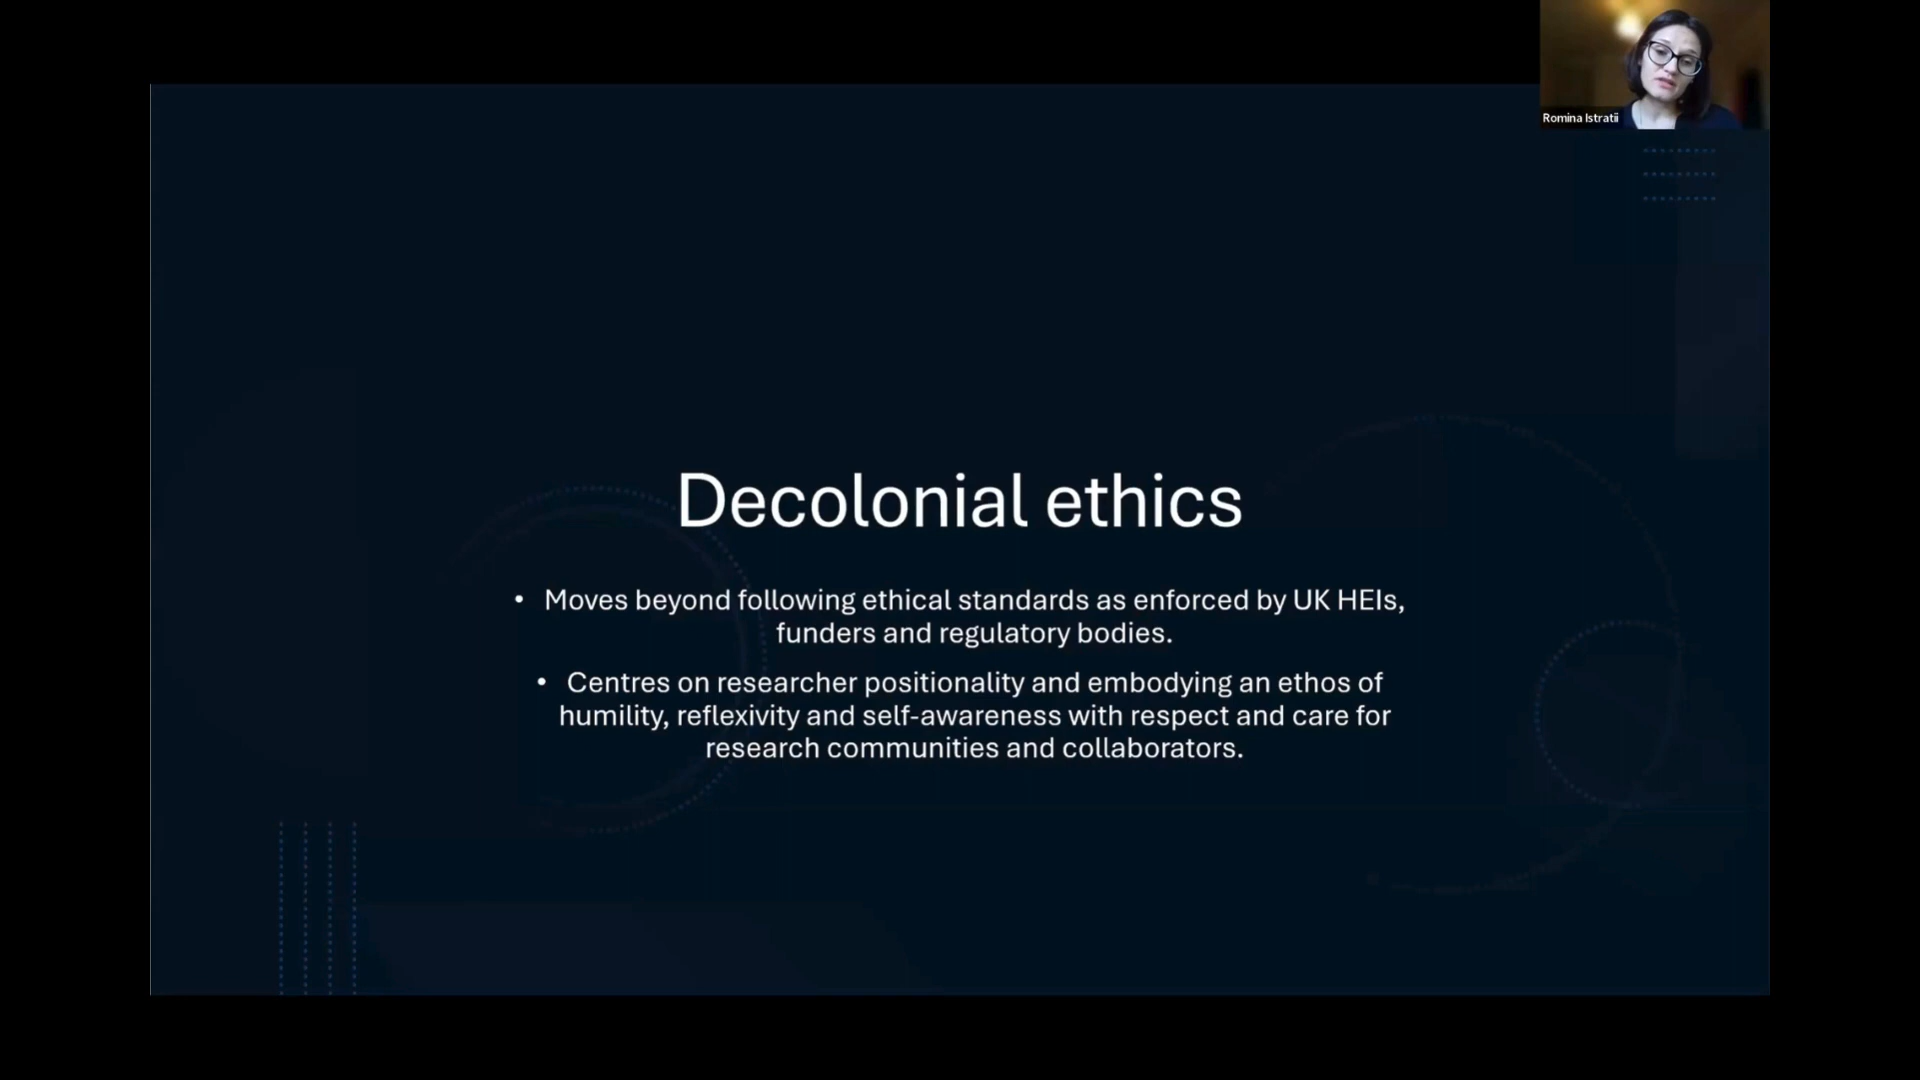 Romina Istratii
Decolonial ethics
• Moves beyond following ethical standards as enforced by UK HEIs,
funders and regulatory bodies.
• Centres on researcher positionality and embodying an ethos of
humility, reflexivity and self-awareness with respect and care for
research communities and collaborators.